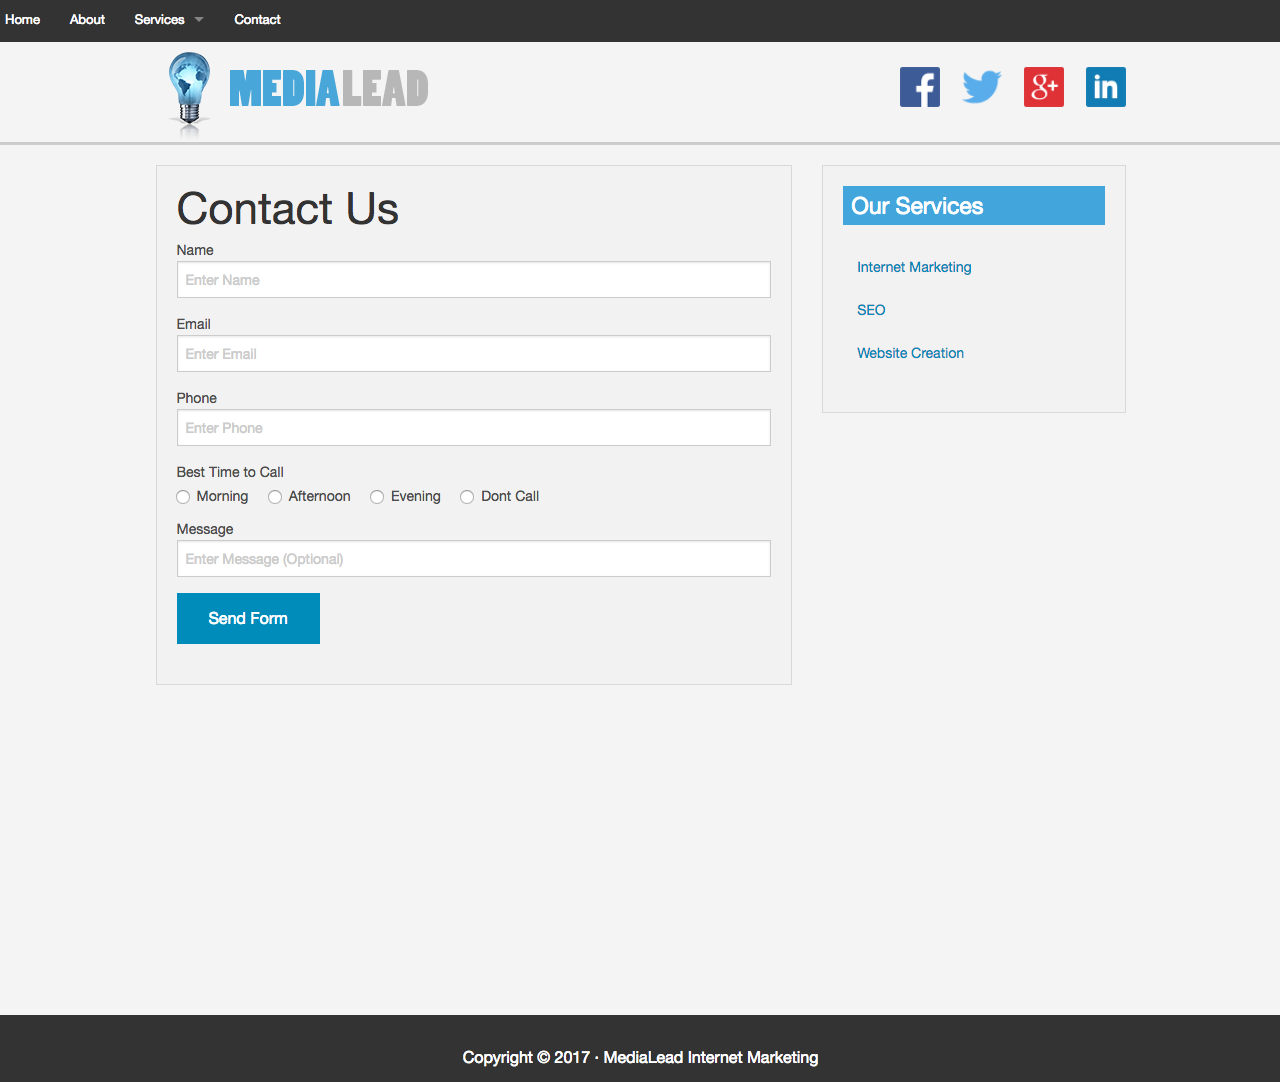 Home About Services Contact
MEDIALEAD
f g+ in
Contact Us
Name
Enter Name
Email
Enter Email
Phone
Enter Phone
Best Time to Call
Morning Afternoon Evening Dont Call
Message
Enter Message (Optional)
Send Form
Our Services
Internet Marketing
SEO
Website Creation
Copyright © 2017 · MediaLead Internet Marketing